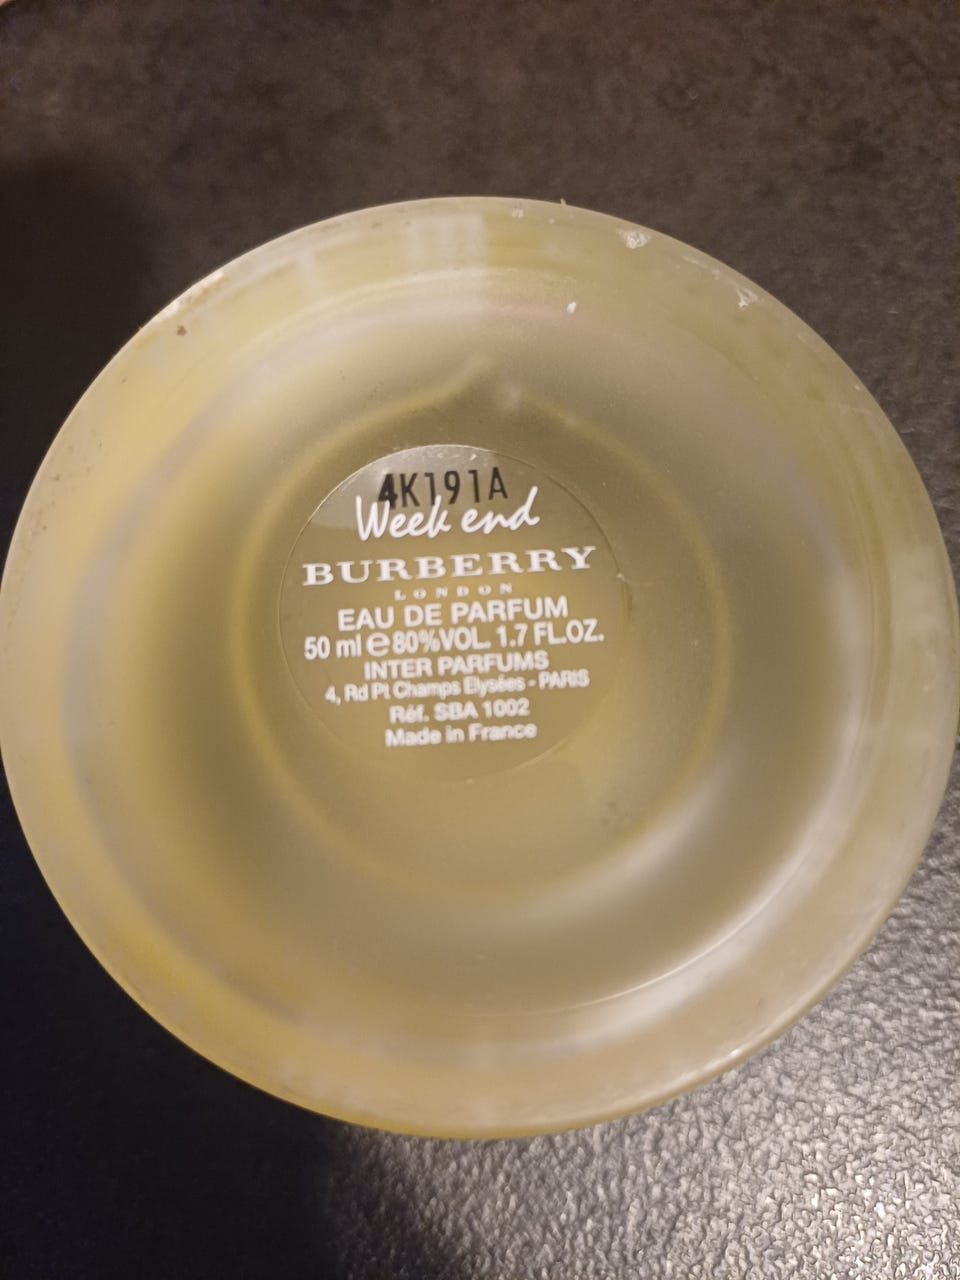 4K191A
Week end
BURBERRY
LONDON
EAU DE PARFUM
50 ml ℮ 80%VOL. 1.7 FL.OZ.
INTER PARFUMS
4, Rd Pt Champs Elysées - PARIS
Réf. SBA 1002
Made in France